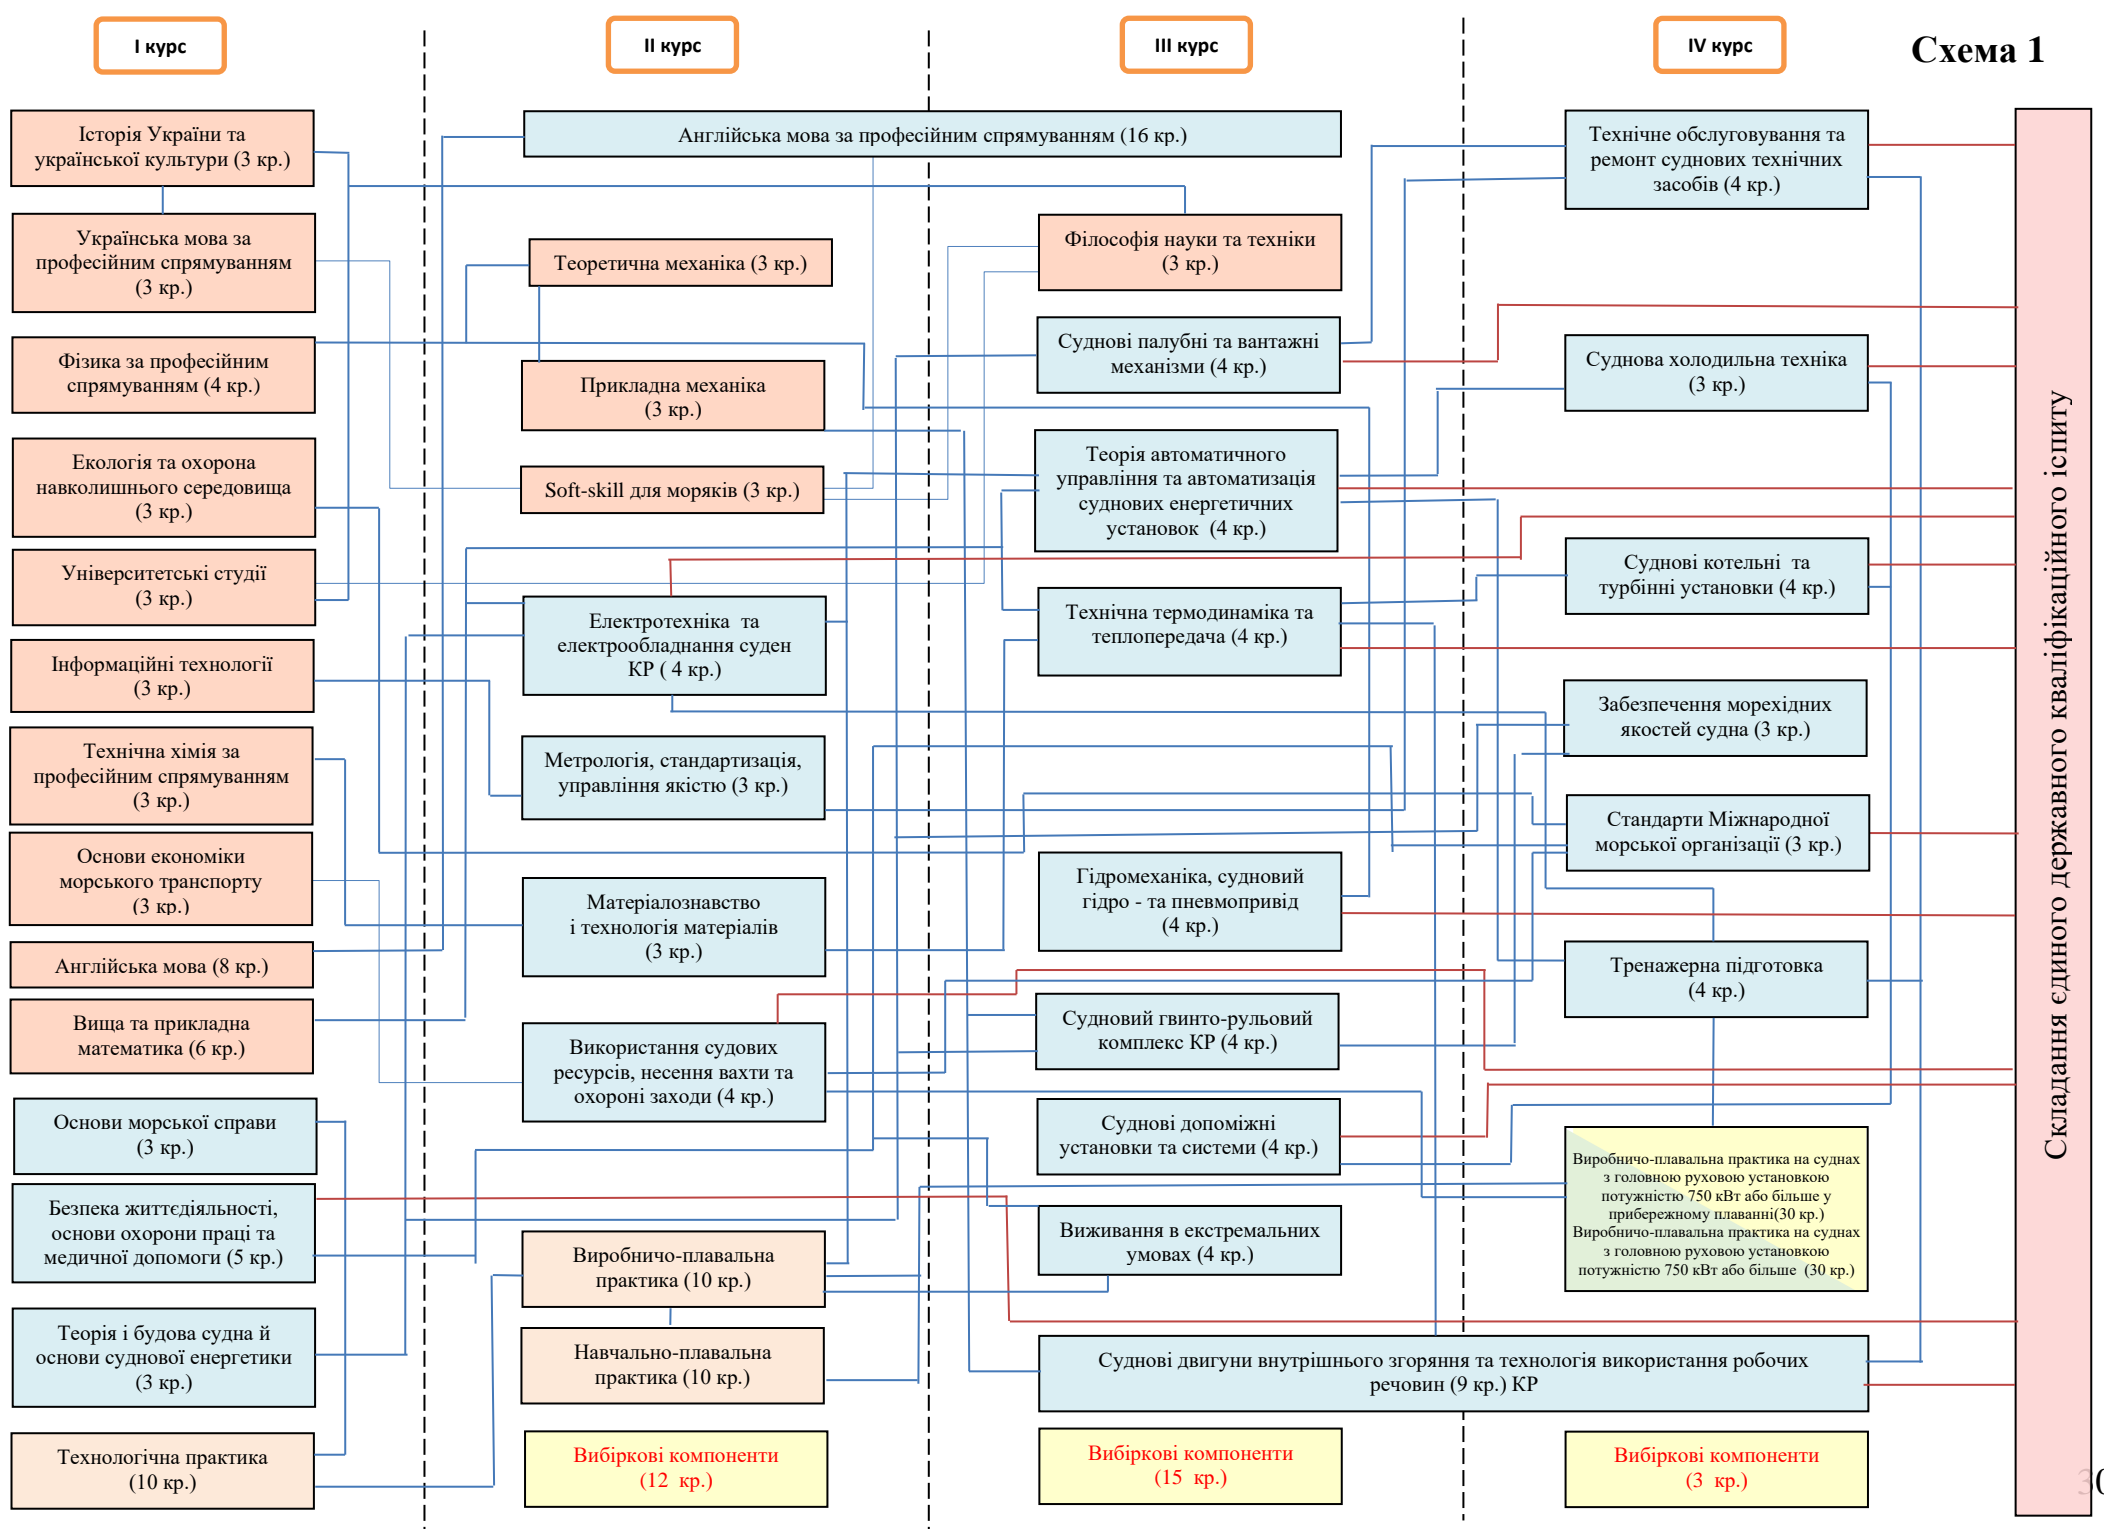 І курс
ІІ курс
ІІІ курс
IV курс
Схема 1
Історія України та
української культури (3 кр.)
Українська мова за
професійним спрямуванням
(3 кр.)
Фізика за професійним
спрямуванням (4 кр.)
Екологія та охорона
навколишнього середовища
(3 кр.)
Університетські студії
(3 кр.)
Інформаційні технології
(3 кр.)
Технічна хімія за
професійним спрямуванням
(3 кр.)
Основи економіки
морського транспорту
(3 кр.)
Англійська мова (8 кр.)
Вища та прикладна
математика (6 кр.)
Основи морської справи
(3 кр.)
Безпека життєдіяльності,
основи охорони праці та
медичної допомоги (5 кр.)
Теорія і будова судна й
основи суднової енергетики
(3 кр.)
Технологічна практика
(10 кр.)
Англійська мова за професійним спрямуванням (16 кр.)
Теоретична механіка (3 кр.)
Прикладна механіка
(3 кр.)
Soft-skill для моряків (3 кр.)
Електротехніка та
електрообладнання суден
КР ( 4 кр.)
Метрологія, стандартизація,
управління якістю (3 кр.)
Матеріалознавство
і технологія матеріалів
(3 кр.)
Використання судових
ресурсів, несення вахти та
охороні заходи (4 кр.)
Виробничо-плавальна
практика (10 кр.)
Навчально-плавальна
практика (10 кр.)
Вибіркові компоненти
(12 кр.)
Філософія науки та техніки
(3 кр.)
Суднові палубні та вантажні
механізми (4 кр.)
Теорія автоматичного
управління та автоматизація
суднових енергетичних
установок (4 кр.)
Технічна термодинаміка та
теплопередача (4 кр.)
Гідромеханіка, судновий
гідро - та пневмопривід
(4 кр.)
Судновий гвинто-рульовий
комплекс КР (4 кр.)
Суднові допоміжні
установки та системи (4 кр.)
Виживання в екстремальних
умовах (4 кр.)
Суднові двигуни внутрішнього згоряння та технологія використання робочих
речовин (9 кр.) КР
Вибіркові компоненти
(15 кр.)
Технічне обслуговування та
ремонт суднових технічних
засобів (4 кр.)
Суднова холодильна техніка
(3 кр.)
Суднові котельні та
турбінні установки (4 кр.)
Забезпечення морехідних
якостей судна (3 кр.)
Стандарти Міжнародної
морської організації (3 кр.)
Тренажерна підготовка
(4 кр.)
Виробничо-плавальна практика на суднах
з головною руховою установкою
потужністю 750 кВт або більше у
прибережному плаванні(30 кр.)
Виробничо-плавальна практика на суднах
з головною руховою установкою
потужністю 750 кВт або більше (30 кр.)
Вибіркові компоненти
(3 кр.)
Складання єдиного державного кваліфікаційного іспиту
30